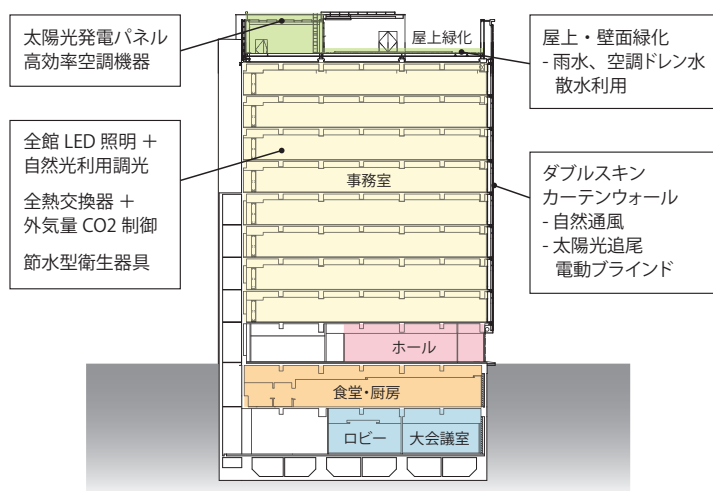 太陽光発電パネル
高効率空調機器
屋上緑化
屋上・壁面緑化
- 雨水、空調ドレン水
散水利用
全館 LED 照明 ＋
自然光利用調光
全熱交換器 ＋
外気量 CO2 制御
節水型衛生器具
事務室
ダブルスキン
カーテンウォール
- 自然通風
- 太陽光追尾
電動ブラインド
ホール
食堂・厨房
ロビー
大会議室